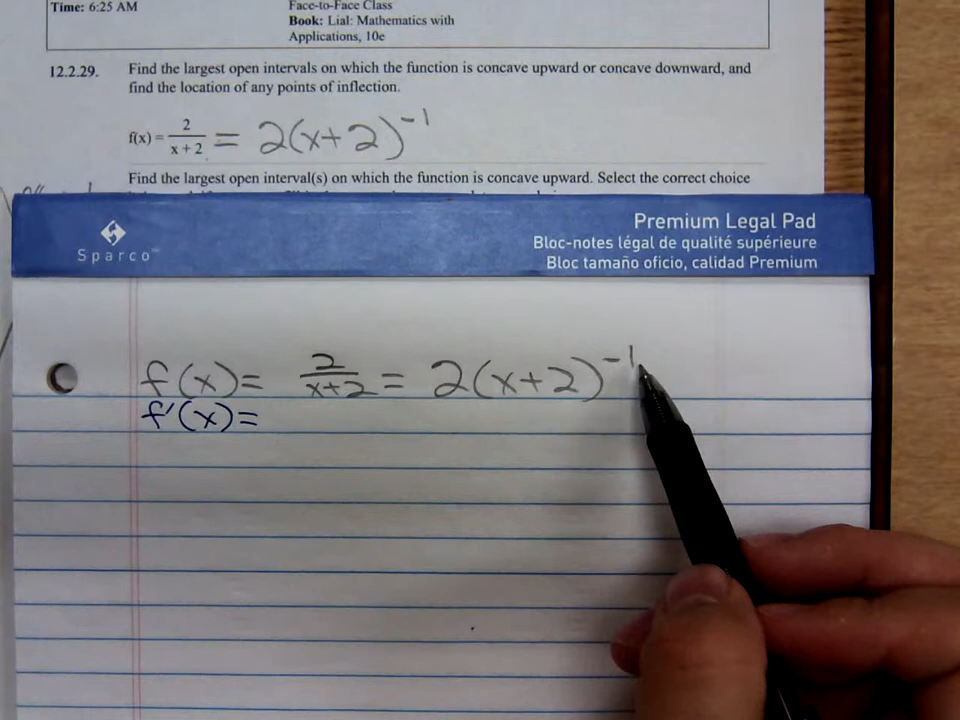 Time: 6:25 AM
Face-to-Face Class
Book: Lial: Mathematics with
Applications, 10e
12.2.29. Find the largest open intervals on which the function is concave upward or concave downward, and
find the location of any points of inflection.
f(x) = 2/(x + 2) = 2(x+2)⁻¹
Find the largest open interval(s) on which the function is concave upward. Select the correct choice
Sparco™
Premium Legal Pad
Bloc-notes légal de qualité supérieure
Bloc tamaño oficio, calidad Premium
f(x) = 2/(x+2) = 2(x+2)⁻¹
f'(x) =